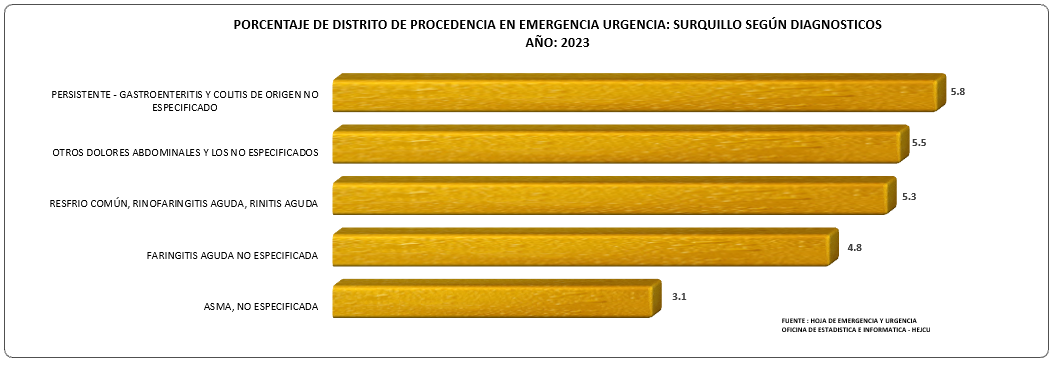 PORCENTAJE DE DISTRITO DE PROCEDENCIA EN EMERGENCIA URGENCIA: SURQUILLO SEGÚN DIAGNOSTICOS
AÑO: 2023
PERSISTENTE - GASTROENTERITIS Y COLITIS DE ORIGEN NO
ESPECIFICADO
5.8
OTROS DOLORES ABDOMINALES Y LOS NO ESPECIFICADOS
5.5
RESFRIO COMÚN, RINOFARINGITIS AGUDA, RINITIS AGUDA
5.3
FARINGITIS AGUDA NO ESPECIFICADA
4.8
ASMA, NO ESPECIFICADA
3.1
FUENTE : HOJA DE EMERGENCIA Y URGENCIA
OFICINA DE ESTADISTICA E INFORMATICA - HEJCU